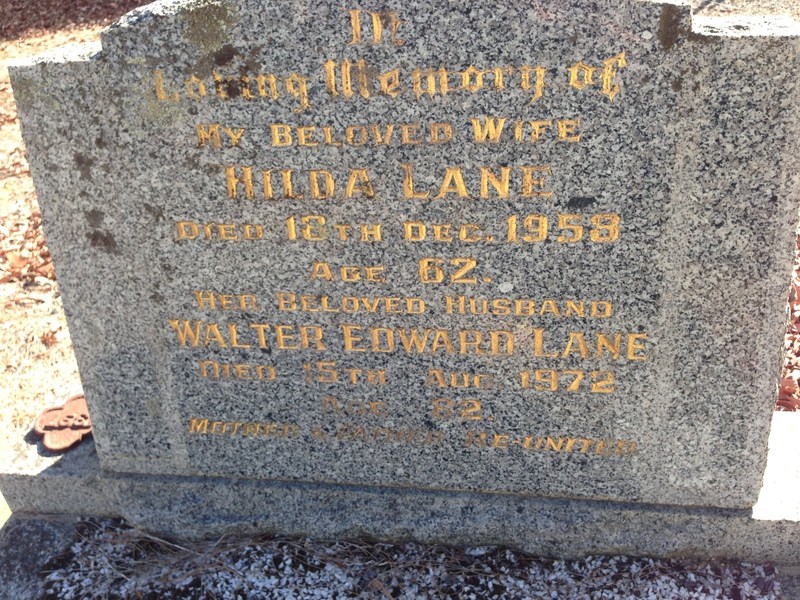 In
Loving Memory of
MY BELOVED WIFE
HILDA LANE
DIED 18TH DEC. 1958
AGE 62.
HER BELOVED HUSBAND
WALTER EDWARD LANE
DIED 15TH AUG 1972
AGE 82.
MOTHER & FATHER RE-UNITED